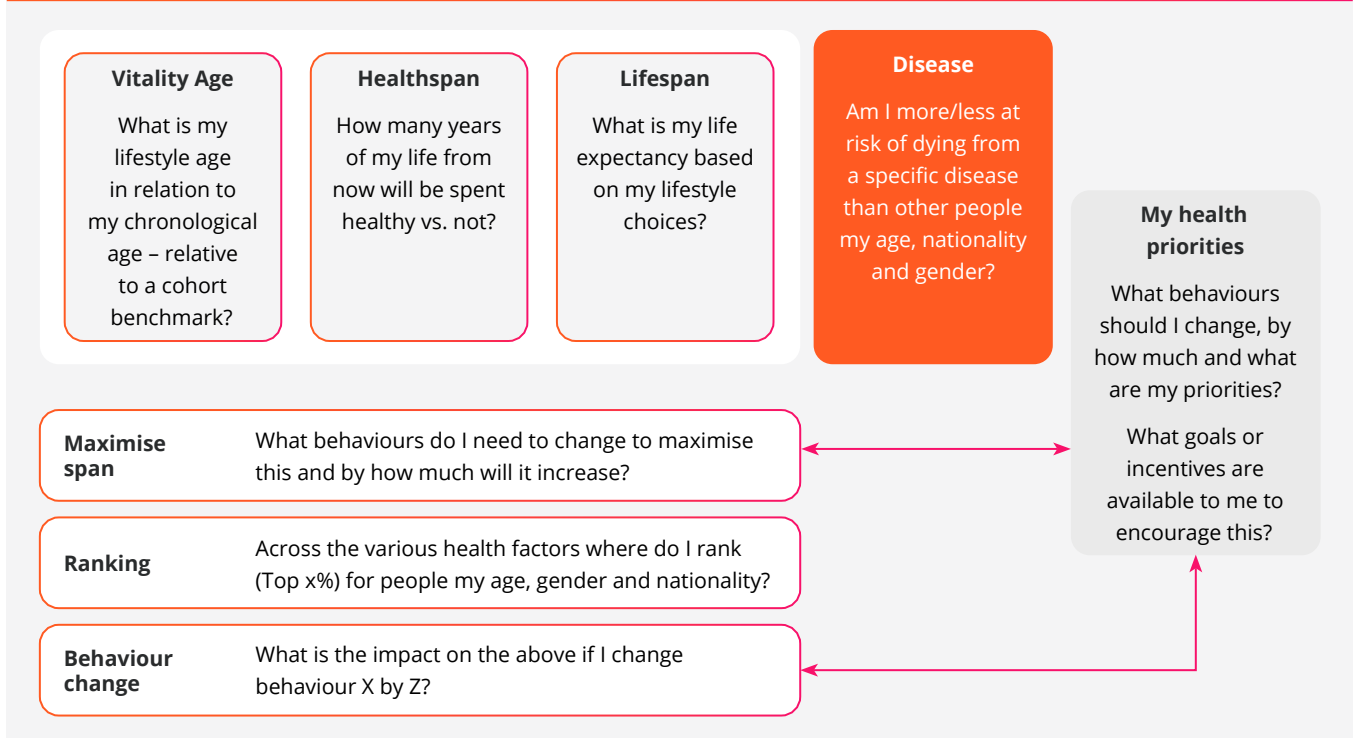 Vitality Age
What is my
lifestyle age
in relation to
my chronological
age – relative
to a cohort
benchmark?
Healthspan
How many years
of my life from
now will be spent
healthy vs. not?
Lifespan
What is my life
expectancy based
on my lifestyle
choices?
Disease
Am I more/less at
risk of dying from
a specific disease
than other people
my age, nationality
and gender?
My health
priorities
What behaviours
should I change, by
how much and what
are my priorities?
What goals or
incentives are
available to me to
encourage this?
Maximise
span
What behaviours do I need to change to maximise
this and by how much will it increase?
Ranking
Across the various health factors where do I rank
(Top x%) for people my age, gender and nationality?
Behaviour
change
What is the impact on the above if I change
behaviour X by Z?